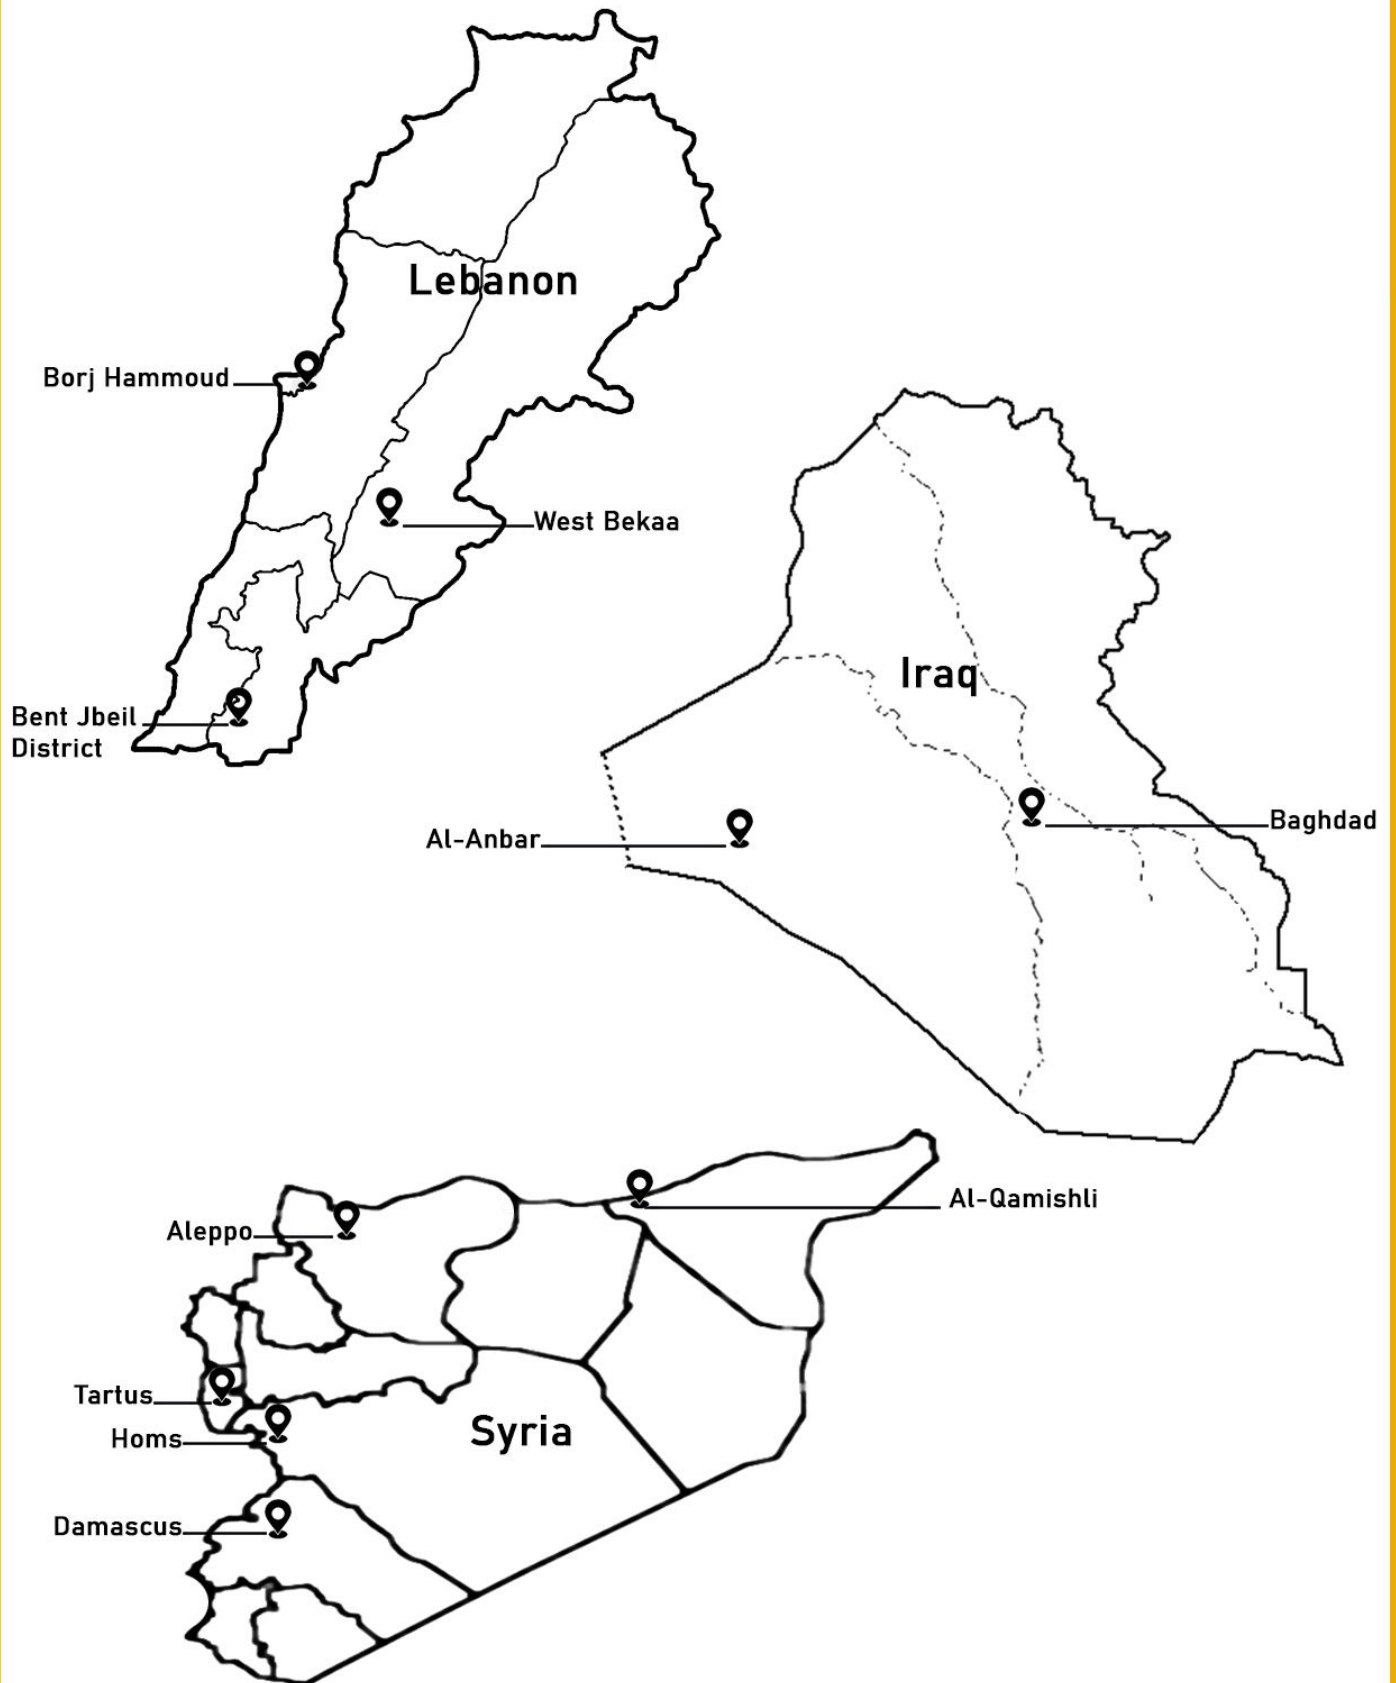 Lebanon
Borj Hammoud
West Bekaa
Bent Jbeil
District
Iraq
Al-Anbar
Baghdad
Al-Qamishli
Aleppo
Tartus
Syria
Homs
Damascus